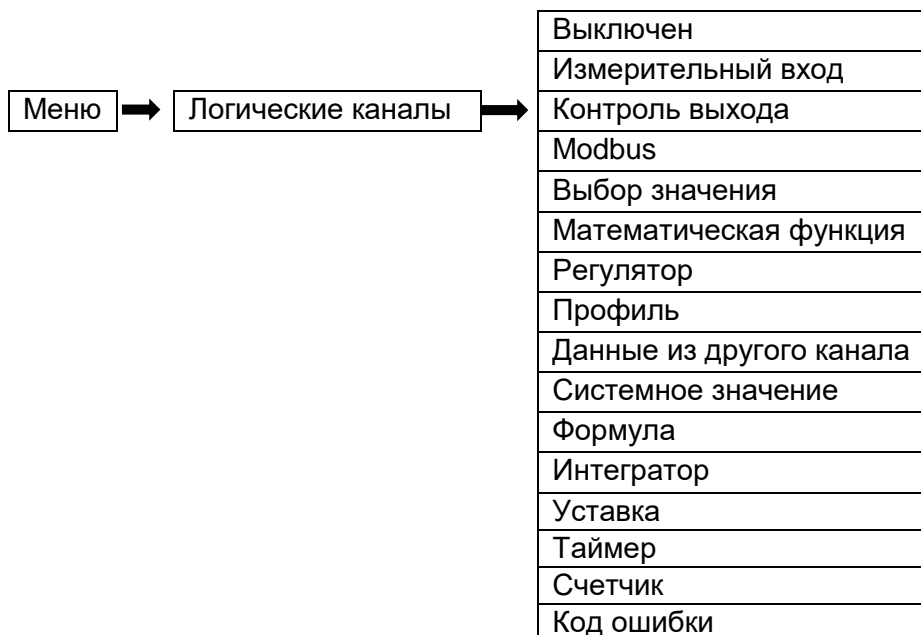 Выключен
Измерительный вход
Меню
Логические каналы
Контроль выхода
Modbus
Выбор значения
Математическая функция
Регулятор
Профиль
Данные из другого канала
Системное значение
Формула
Интегратор
Уставка
Таймер
Счетчик
Код ошибки